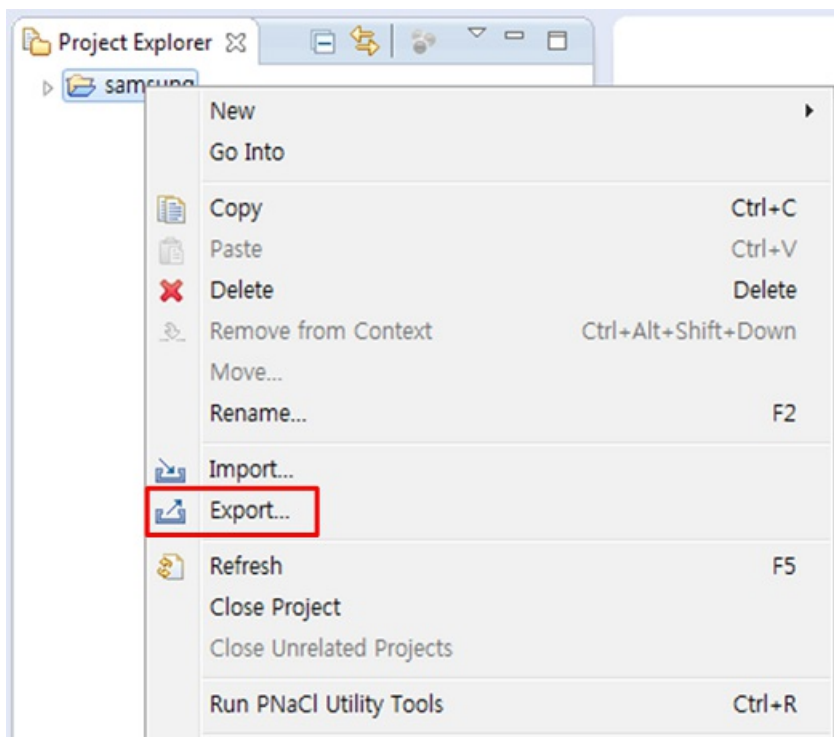 Project Explorer
samsung
New
Go Into
Copy Ctrl+C
Paste Ctrl+V
Delete Delete
Remove from Context Ctrl+Alt+Shift+Down
Move...
Rename... F2
Import...
Export...
Refresh F5
Close Project
Close Unrelated Projects
Run PNaCl Utility Tools Ctrl+R